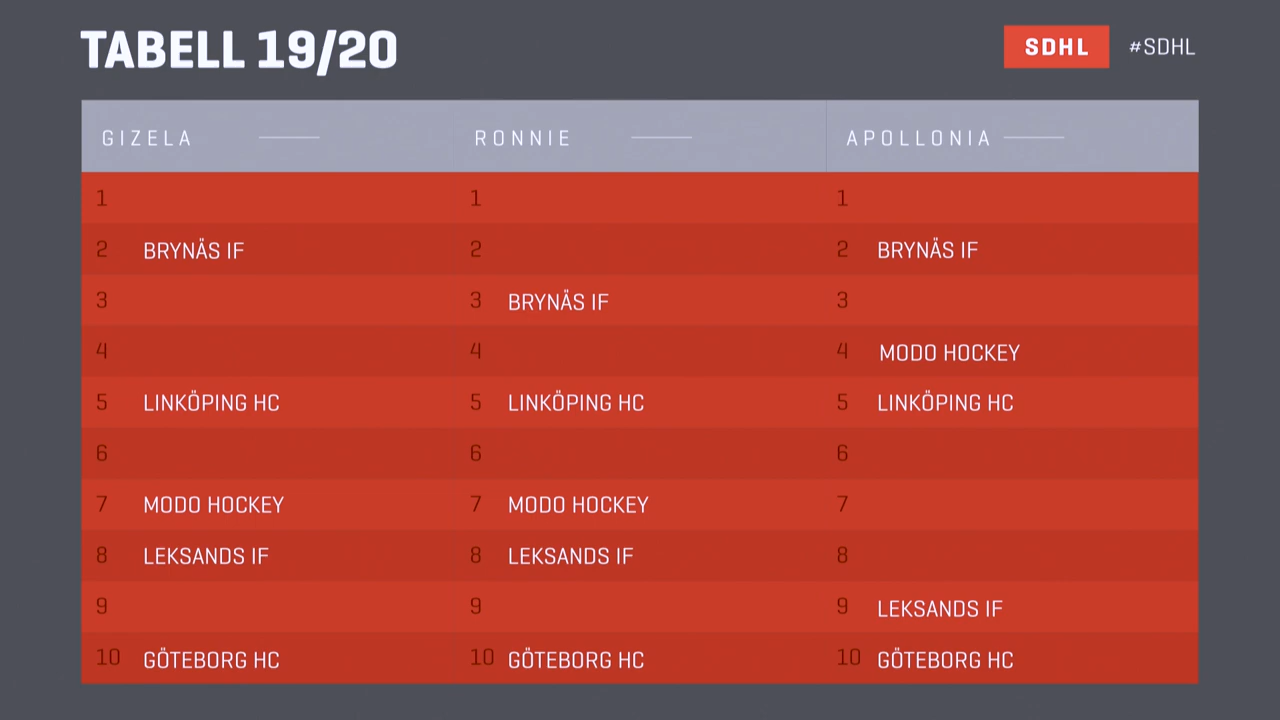 TABELL 19/20
SDHL #SDHL
GIZELA RONNIE APOLLONIA
1 1 1
2 BRYNÄS IF 2 2 BRYNÄS IF
3 3 BRYNÄS IF 3
4 4 4 MODO HOCKEY
5 LINKÖPING HC 5 LINKÖPING HC 5 LINKÖPING HC
6 6 6
7 MODO HOCKEY 7 MODO HOCKEY 7
8 LEKSANDS IF 8 LEKSANDS IF 8
9 9 9 LEKSANDS IF
10 GÖTEBORG HC 10 GÖTEBORG HC 10 GÖTEBORG HC